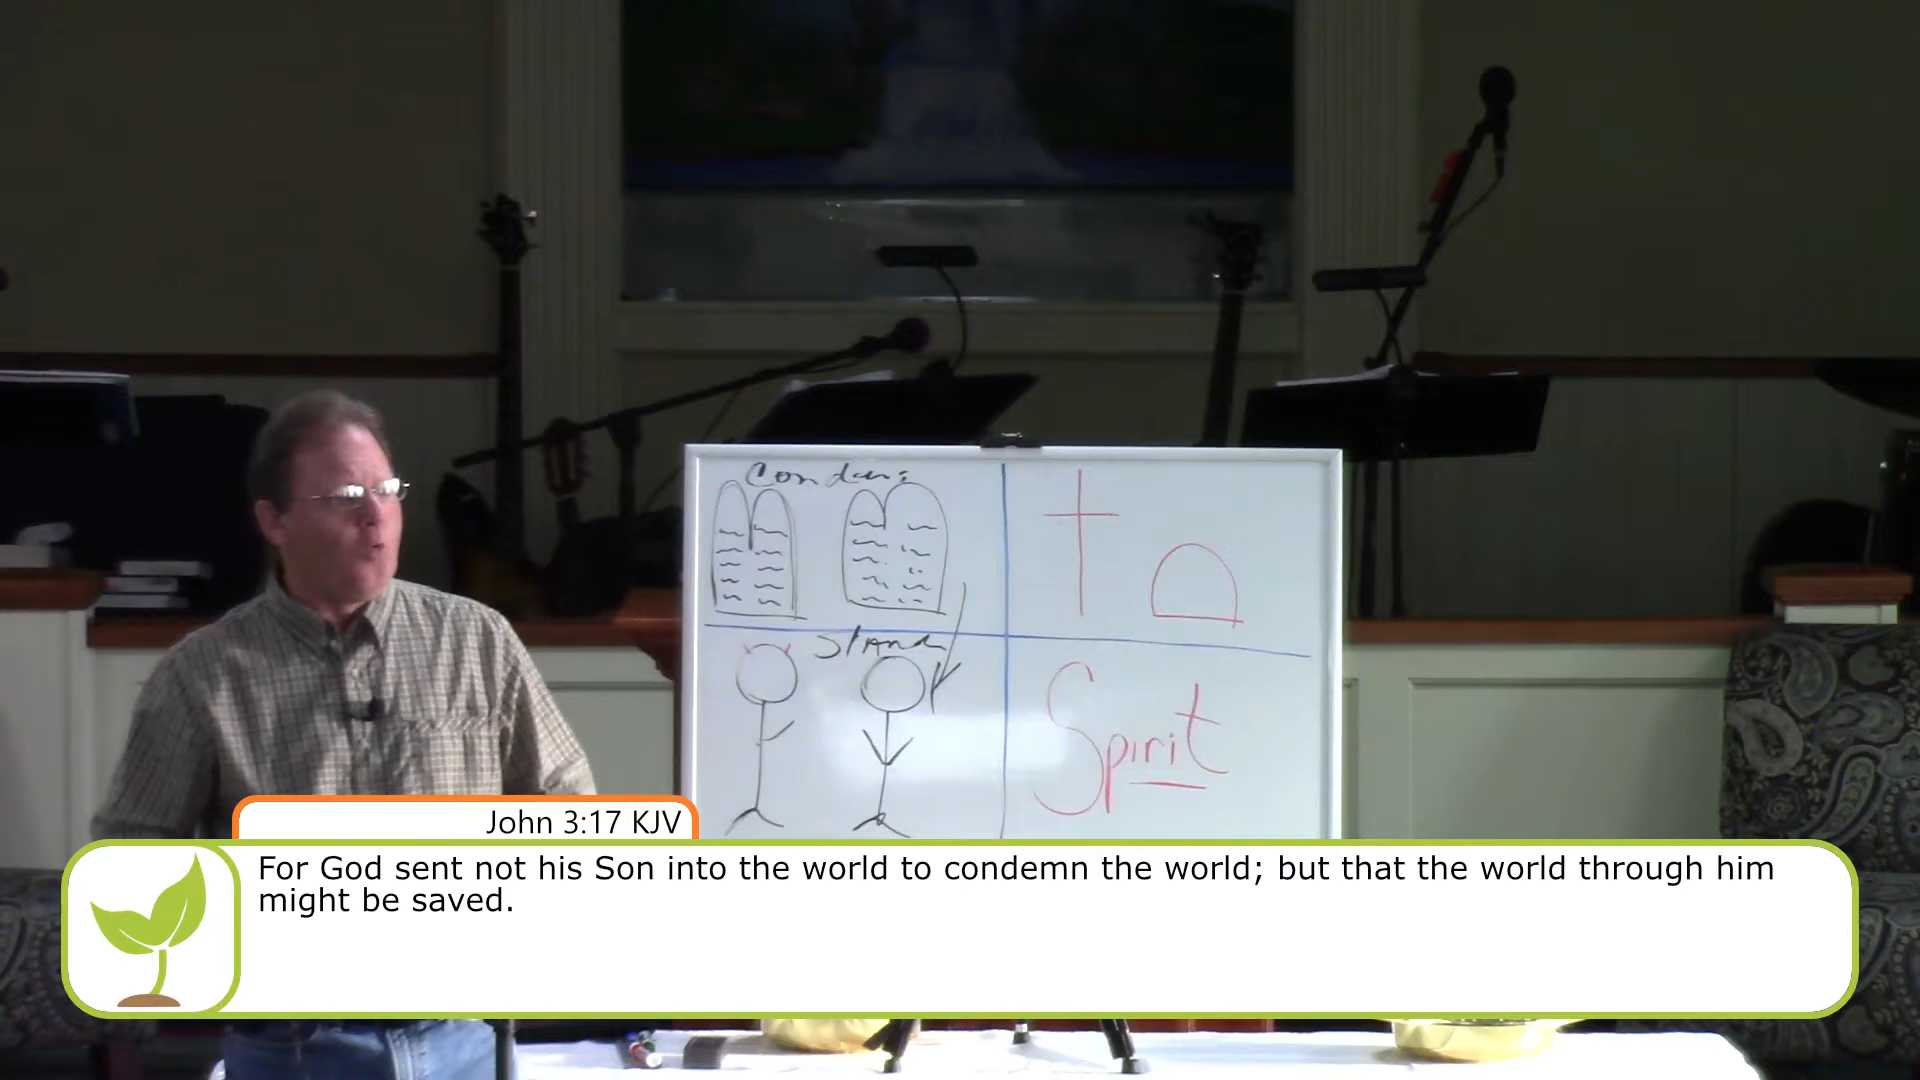 Stand
Spirit
John 3:17 KJV
For God sent not his Son into the world to condemn the world; but that the world through him
might be saved.